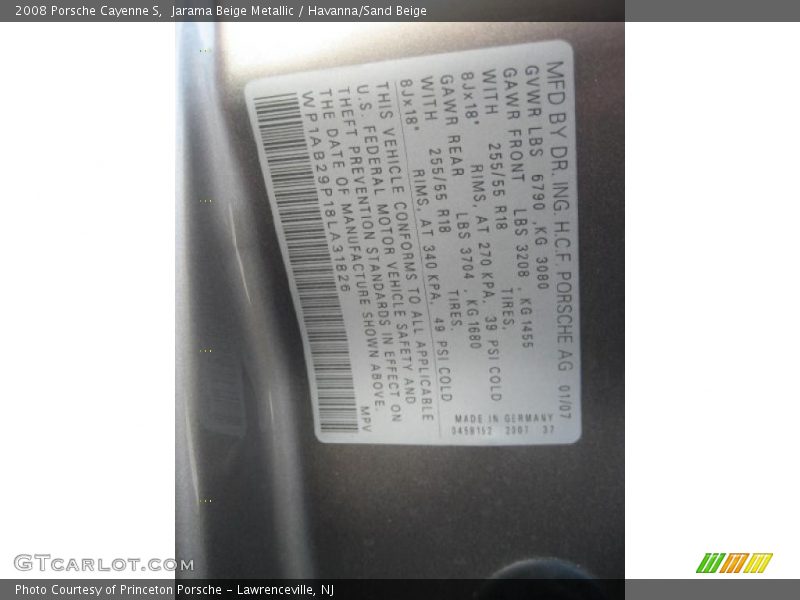 2008 Porsche Cayenne S,  Jarama Beige Metallic / Havanna/Sand Beige
MFD BY DR. ING. H.C.F. PORSCHE AG 01/07
GVWR LBS 6790 ,KG 3080
GAWR FRONT LBS 3208 , KG 1455
WITH 255/55 R18 TIRES,
8Jx18" RIMS, AT 270 KPA, 39 PSI COLD
GAWR REAR LBS 3704 , KG 1680
WITH 255/55 R18 TIRES,
8Jx18" RIMS, AT 340 KPA, 49 PSI COLD
THIS VEHICLE CONFORMS TO ALL APPLICABLE
U.S. FEDERAL MOTOR VEHICLE SAFETY AND
THEFT PREVENTION STANDARDS IN EFFECT ON
THE DATE OF MANUFACTURE SHOWN ABOVE.
WP1AB29P18LA31826 MPV
MADE IN GERMANY
0458152 2007 37
GTCARLOT.COM
Photo Courtesy of Princeton Porsche - Lawrenceville, NJ